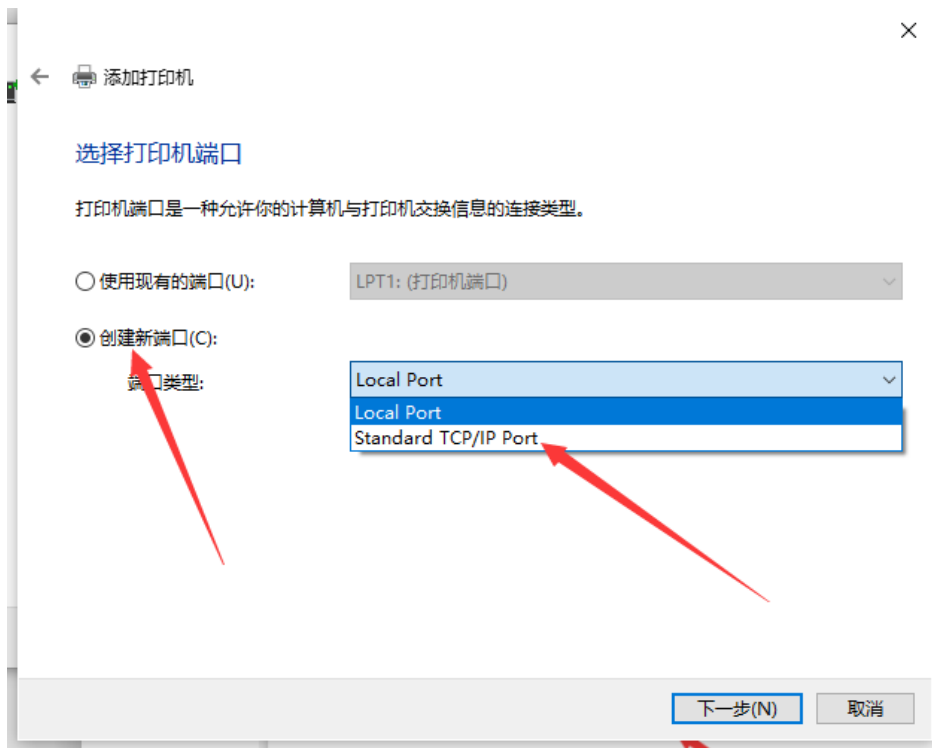 添加打印机
选择打印机端口
打印机端口是一种允许你的计算机与打印机交换信息的连接类型。
使用现有的端口(U): LPT1: (打印机端口)
创建新端口(C):
端口类型: Local Port
Local Port
Standard TCP/IP Port
下一步(N) 取消